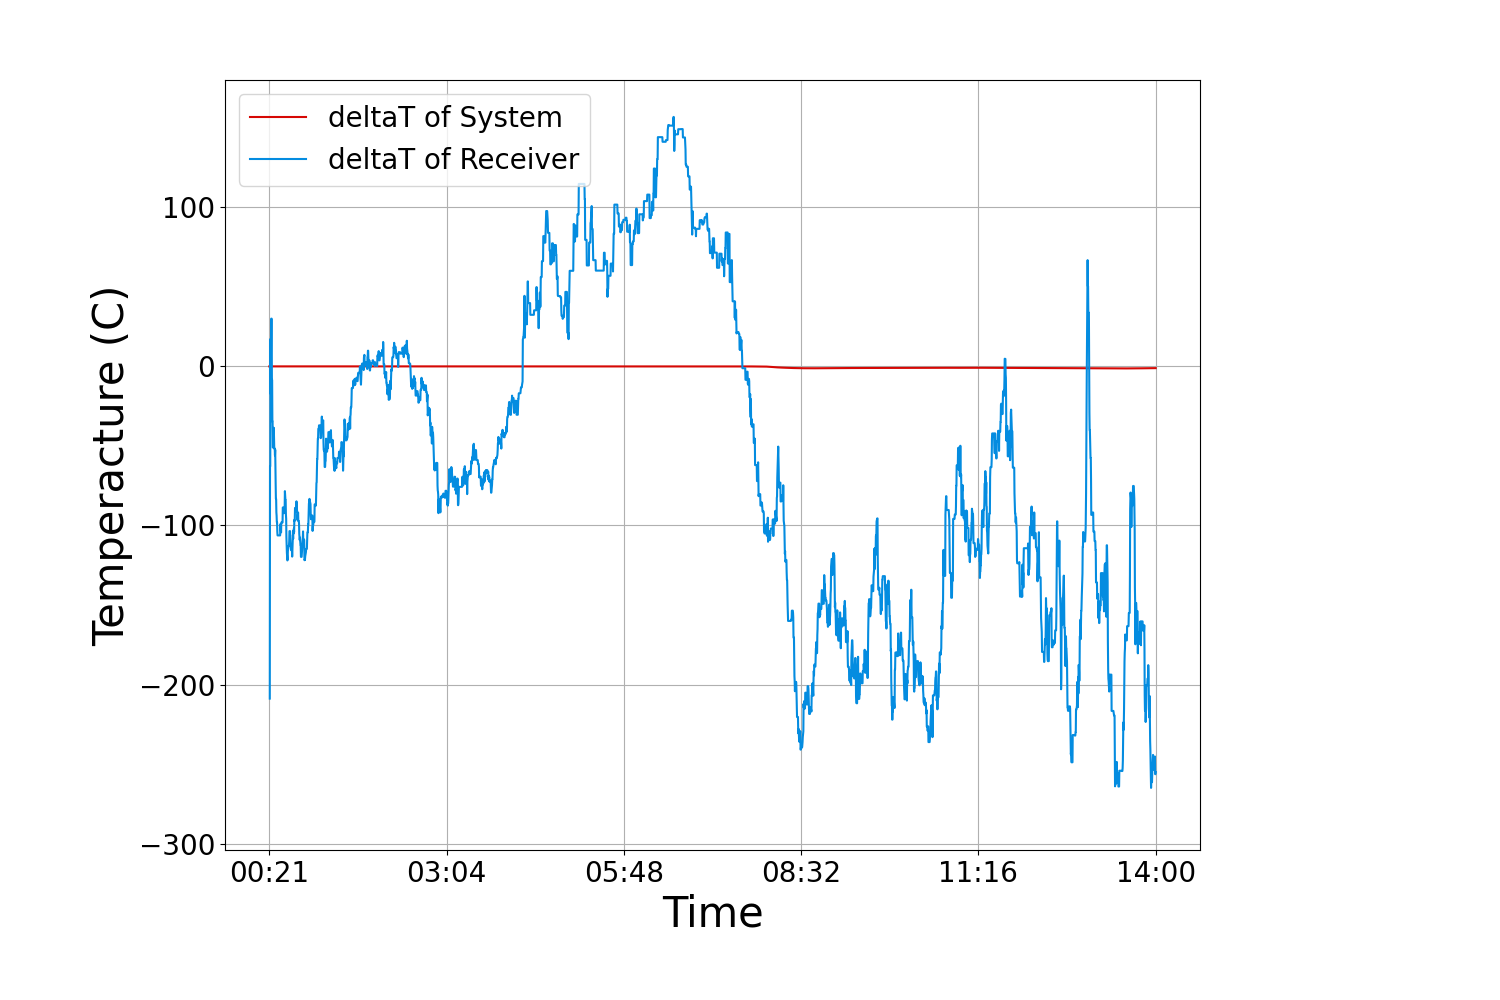 deltaT of System
deltaT of Receiver
100
0
−100
−200
−300
Temperacture (C)
00:21 03:04 05:48 08:32 11:16 14:00
Time